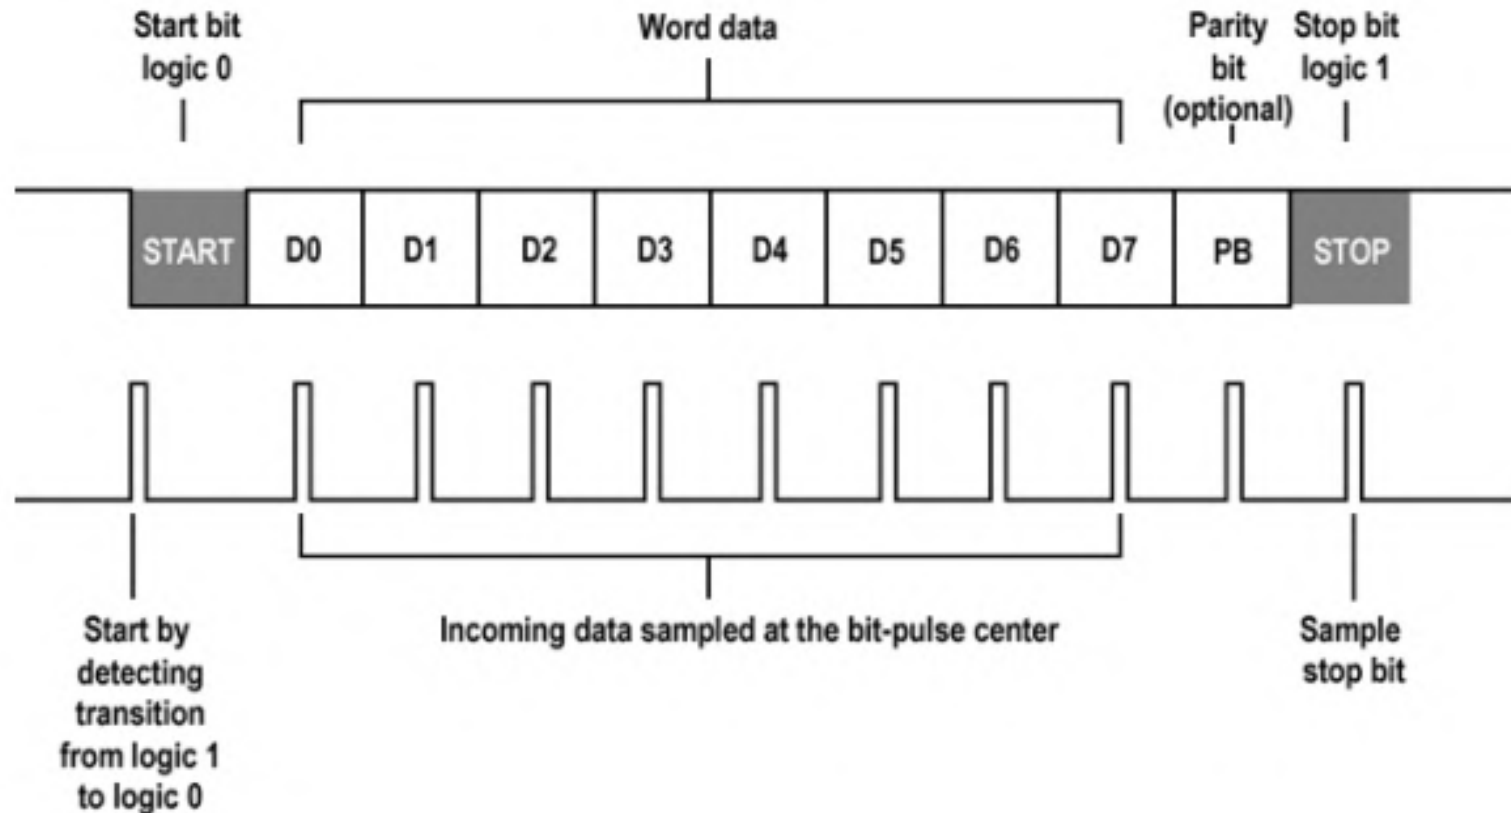 Start bit
logic 0
Word data
Parity
bit
(optional)
Stop bit
logic 1
START
D0
D1
D2
D3
D4
D5
D6
D7
PB
STOP
Start by
detecting
transition
from logic 1
to logic 0
Incoming data sampled at the bit-pulse center
Sample
stop bit